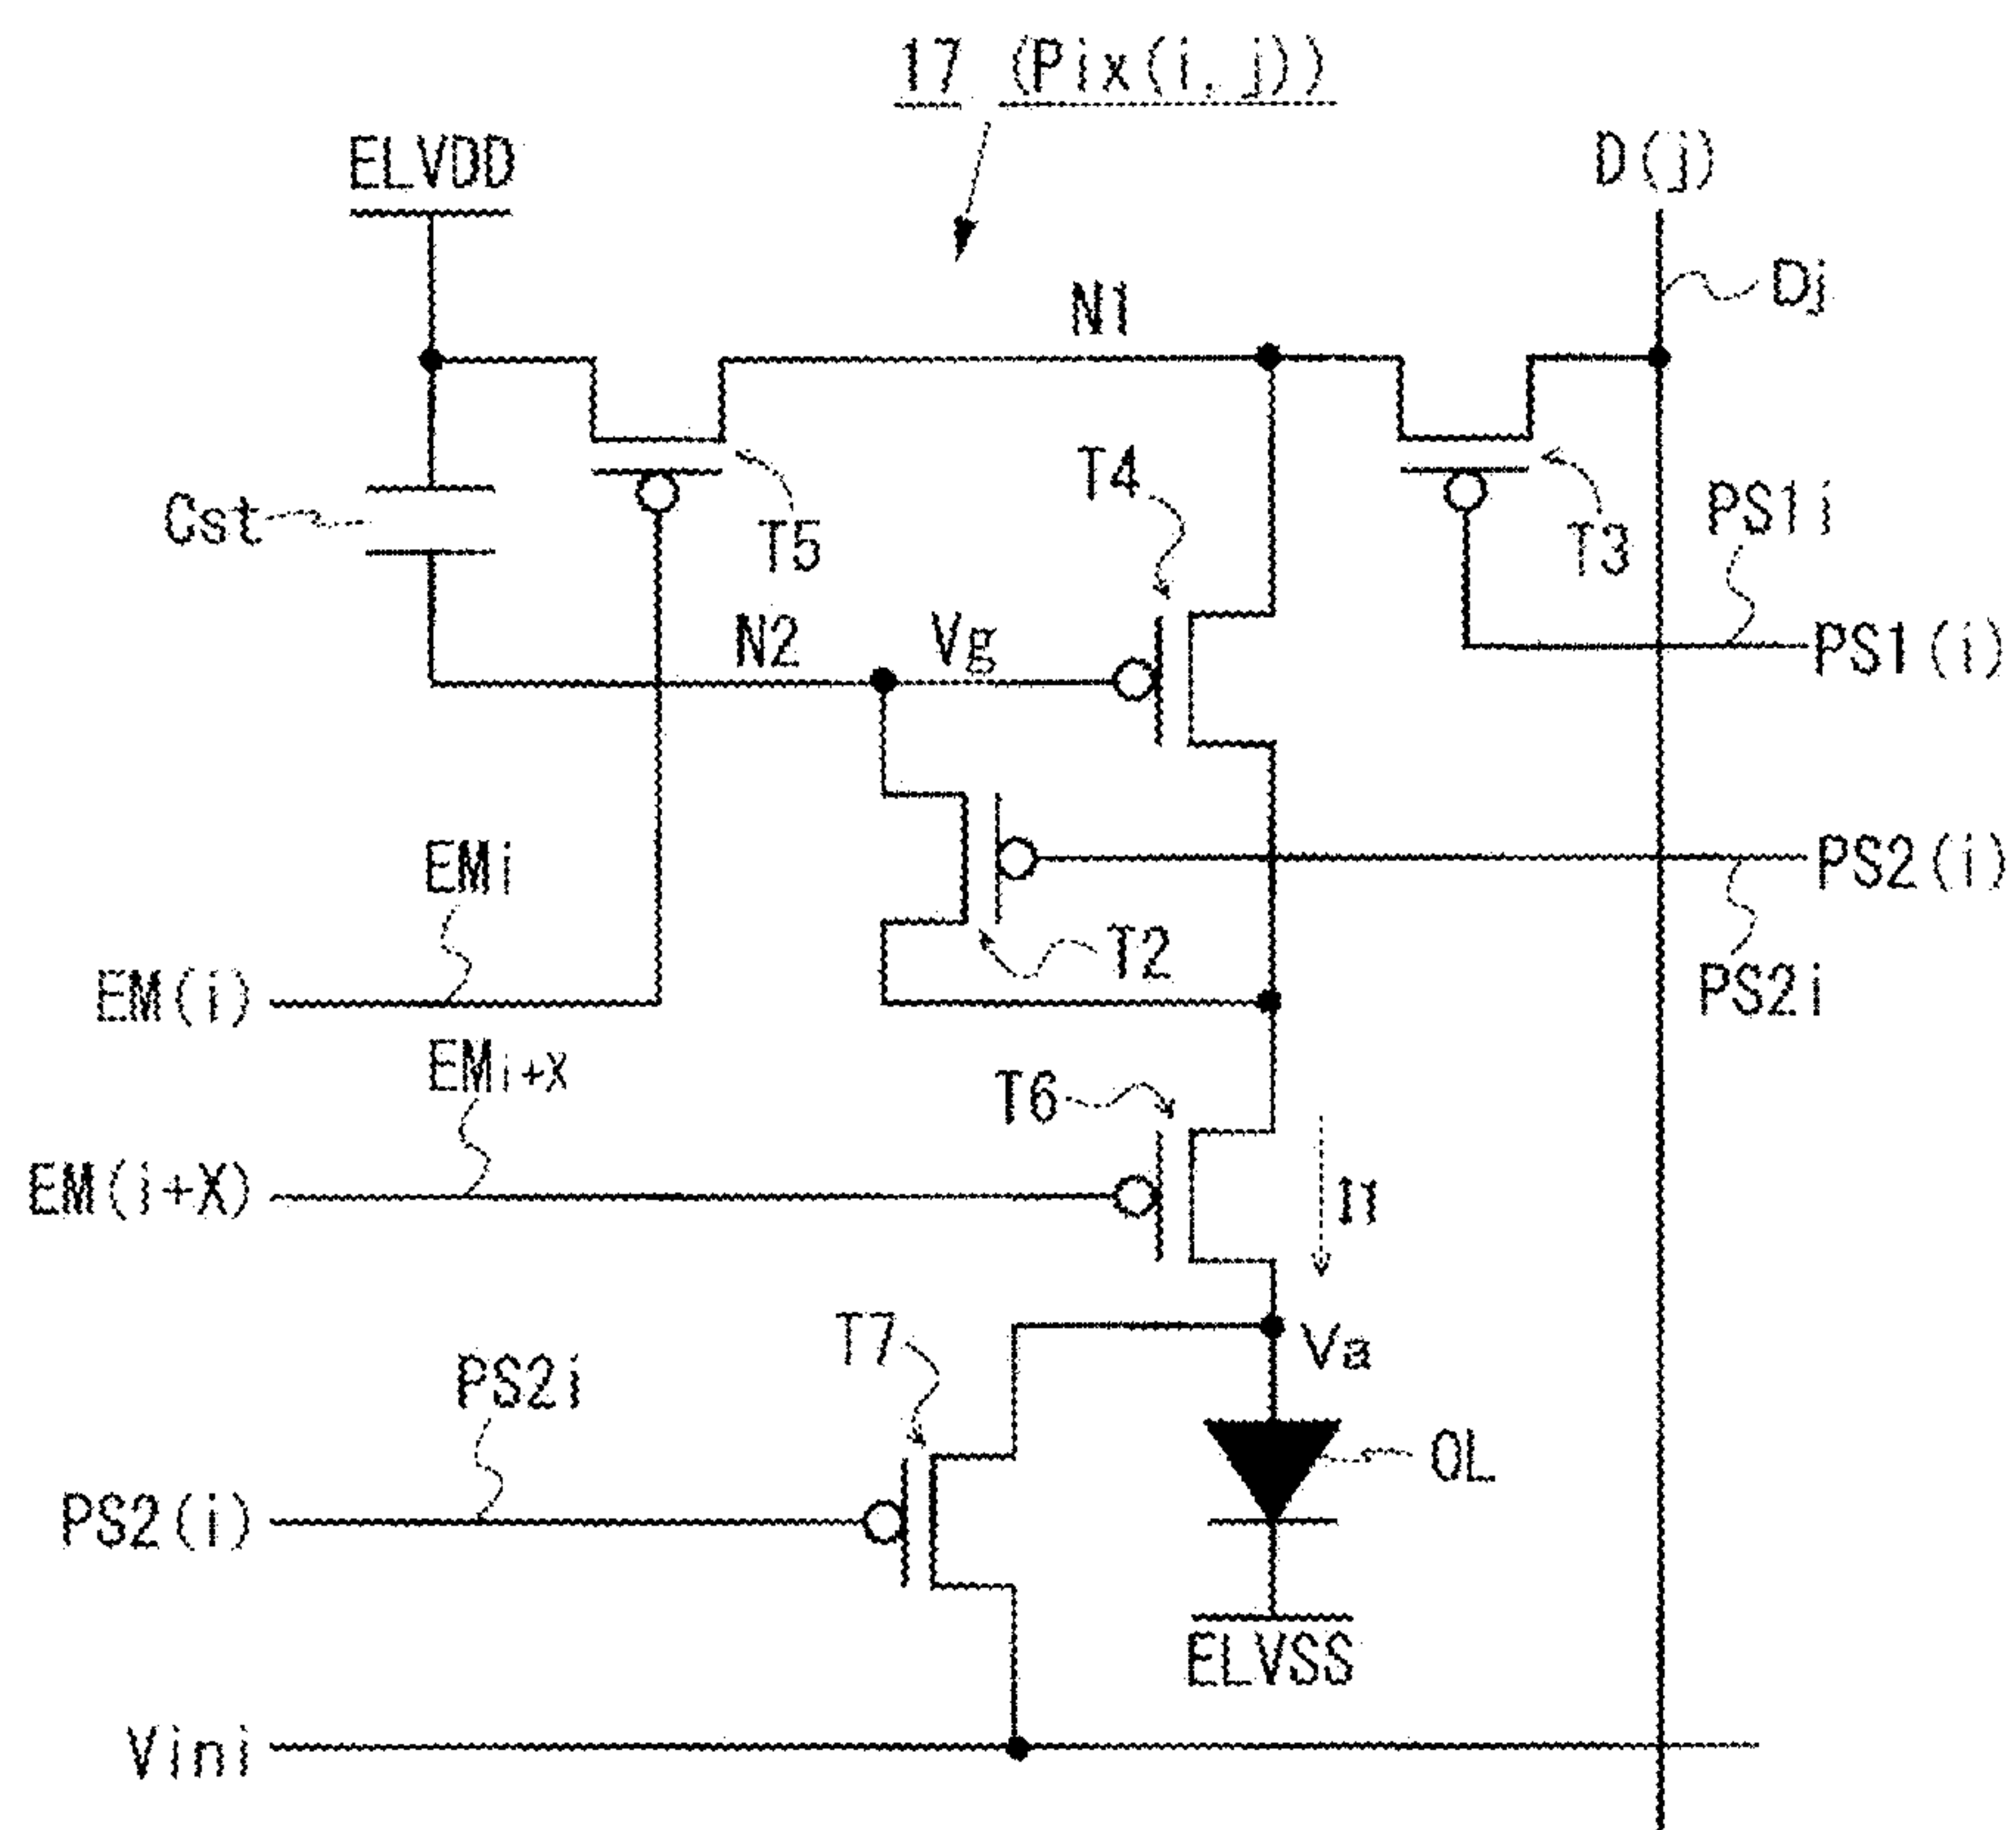 17 (Pix(i, j))
ELVDD
D(j)
Dj
N1
T4
Cst
T5
T3
PS1i
N2
Vg
PS1(i)
EMi
PS2(i)
T2
EM(i)
PS2i
EMi+X
T6
EM(i+X)
I1
T7
Va
PS2i
OL
PS2(i)
ELVSS
Vini